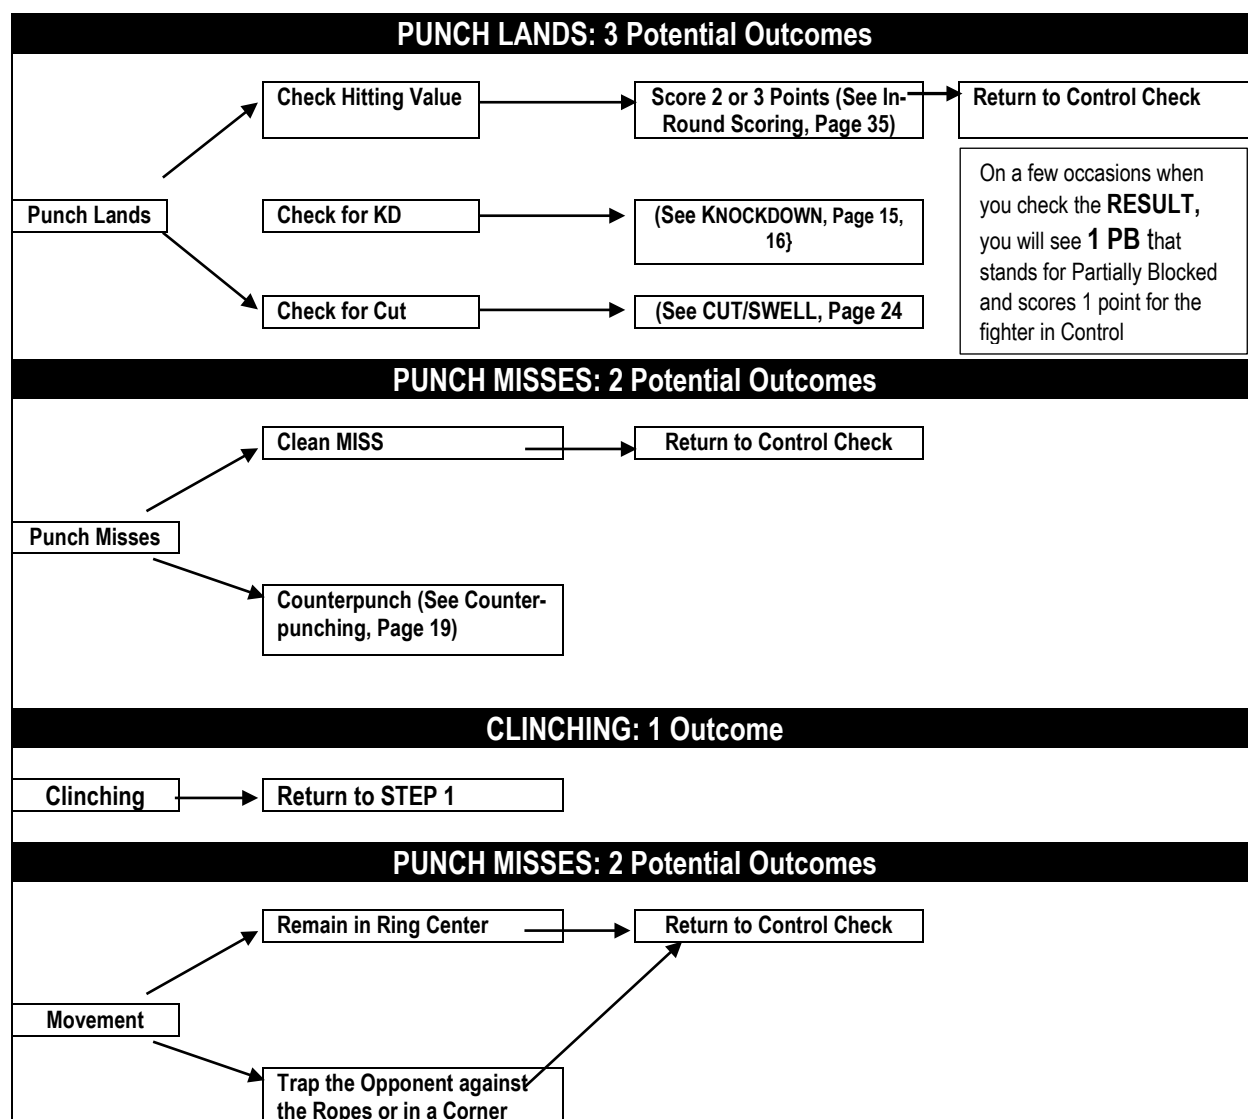 PUNCH LANDS: 3 Potential Outcomes
Check Hitting Value
Score 2 or 3 Points (See In-
Round Scoring, Page 35)
Return to Control Check
Punch Lands
Check for KD
(See KNOCKDOWN, Page 15,
16}
On a few occasions when
you check the RESULT,
you will see 1 PB that
stands for Partially Blocked
and scores 1 point for the
fighter in Control
Check for Cut
(See CUT/SWELL, Page 24
PUNCH MISSES: 2 Potential Outcomes
Clean MISS
Return to Control Check
Punch Misses
Counterpunch (See Counter-
punching, Page 19)
CLINCHING: 1 Outcome
Clinching
Return to STEP 1
PUNCH MISSES: 2 Potential Outcomes
Remain in Ring Center
Return to Control Check
Movement
Trap the Opponent against
the Ropes or in a Corner